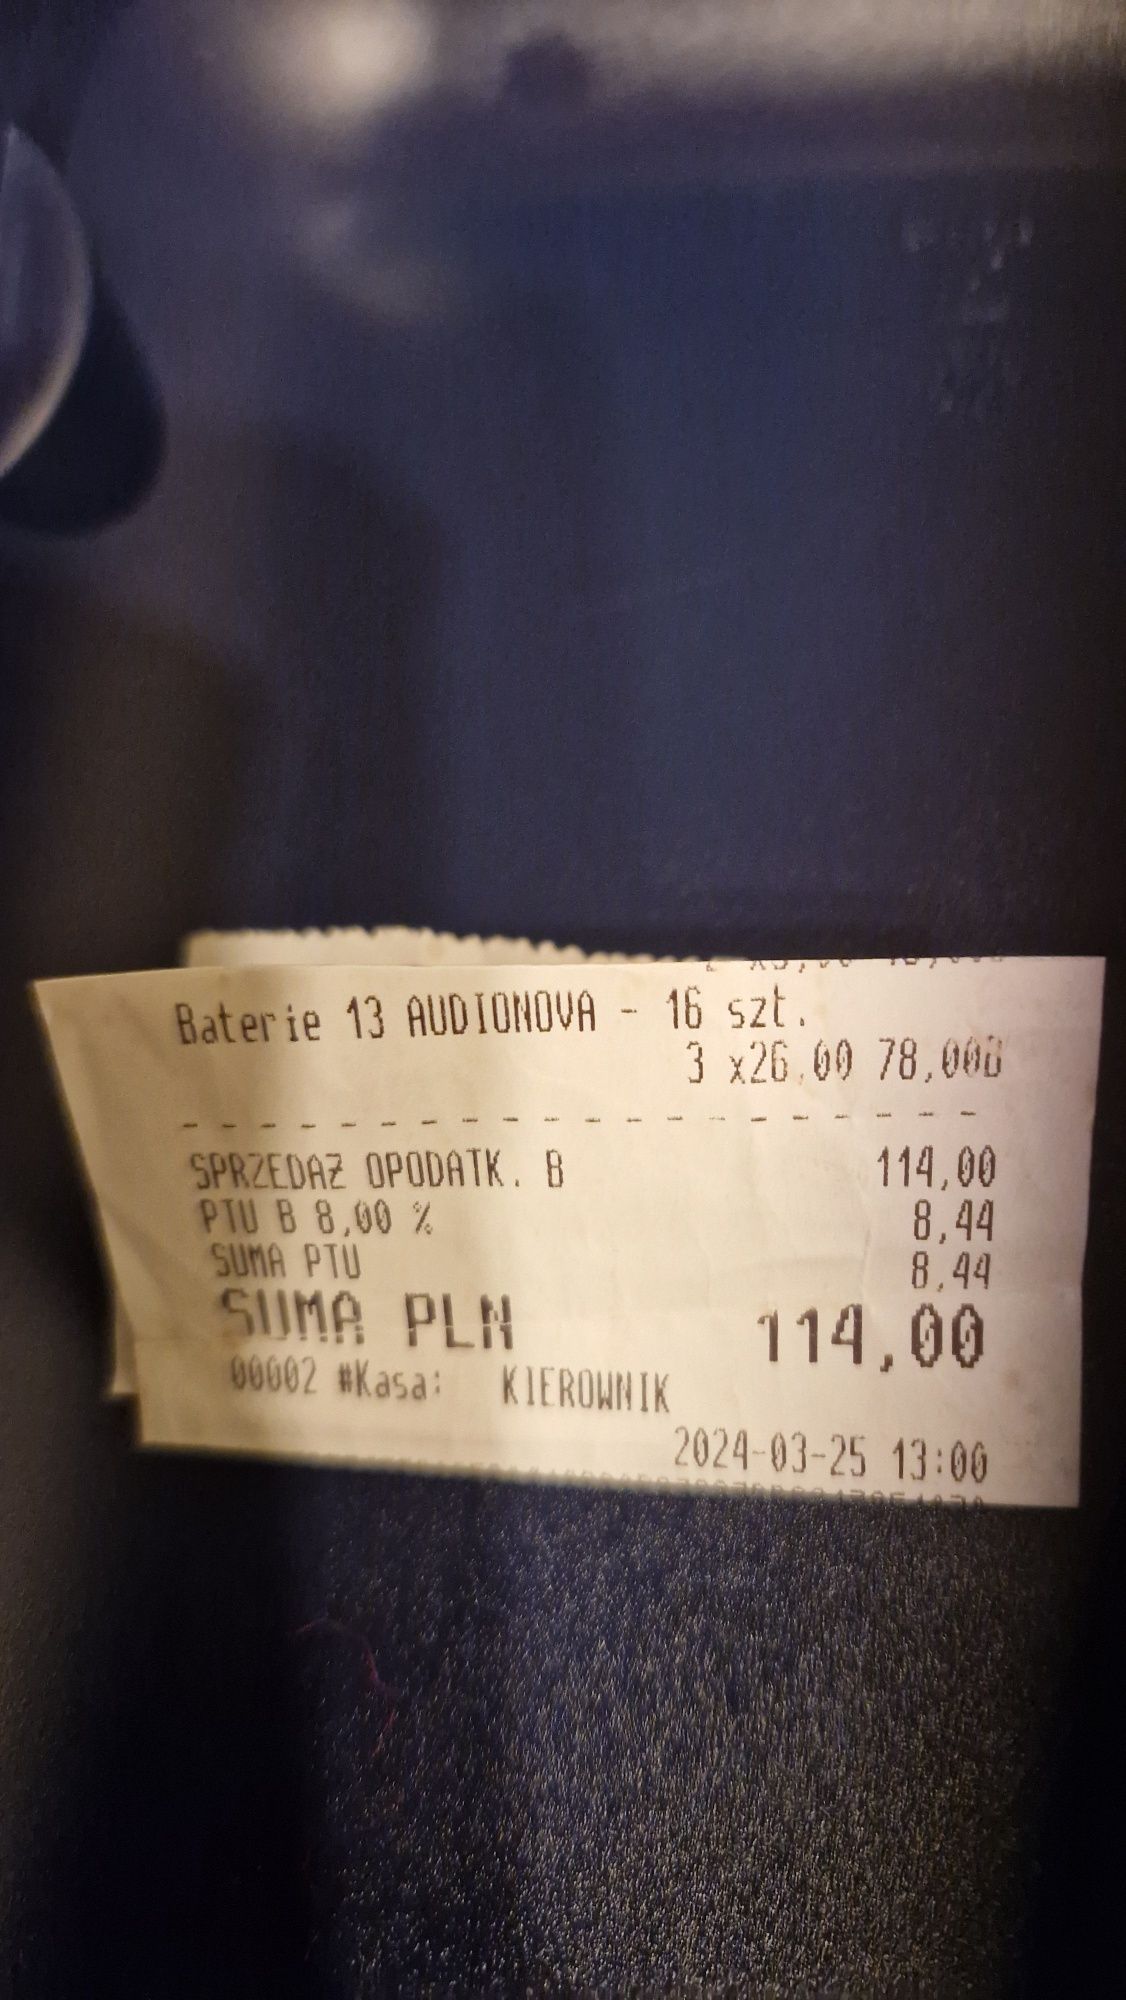 Baterie 13 AUDIONOVA - 16 szt.
3 x26,00 78,00B
- - - - - - - - - - - - - - - - - - - -
SPRZEDAŻ OPODATK. B 114,00
PTU B 8,00 % 8,44
SUMA PTU 8,44
SUMA PLN 114,00
00002 #Kasa: KIEROWNIK
2024-03-25 13:00